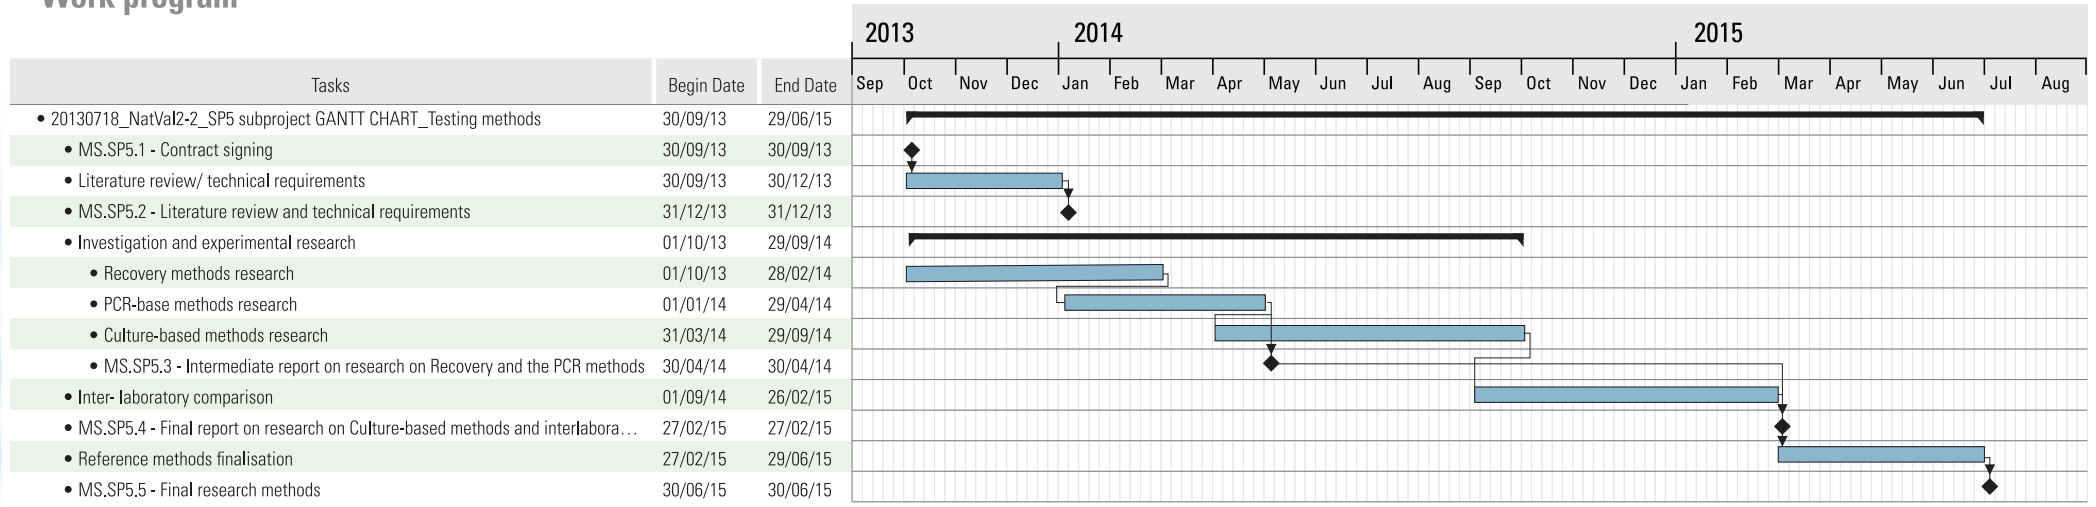 Work program
2013 2014 2015
Tasks Begin Date End Date Sep Oct Nov Dec Jan Feb Mar Apr May Jun Jul Aug Sep Oct Nov Dec Jan Feb Mar Apr May Jun Jul Aug
• 20130718_NatVal2-2_SP5 subproject GANTT CHART_Testing methods 30/09/13 29/06/15
• MS.SP5.1 - Contract signing 30/09/13 30/09/13
• Literature review/ technical requirements 30/09/13 30/12/13
• MS.SP5.2 - Literature review and technical requirements 31/12/13 31/12/13
• Investigation and experimental research 01/10/13 29/09/14
• Recovery methods research 01/10/13 28/02/14
• PCR-base methods research 01/01/14 29/04/14
• Culture-based methods research 31/03/14 29/09/14
• MS.SP5.3 - Intermediate report on research on Recovery and the PCR methods 30/04/14 30/04/14
• Inter- laboratory comparison 01/09/14 26/02/15
• MS.SP5.4 - Final report on research on Culture-based methods and interlabora… 27/02/15 27/02/15
• Reference methods finalisation 27/02/15 29/06/15
• MS.SP5.5 - Final research methods 30/06/15 30/06/15